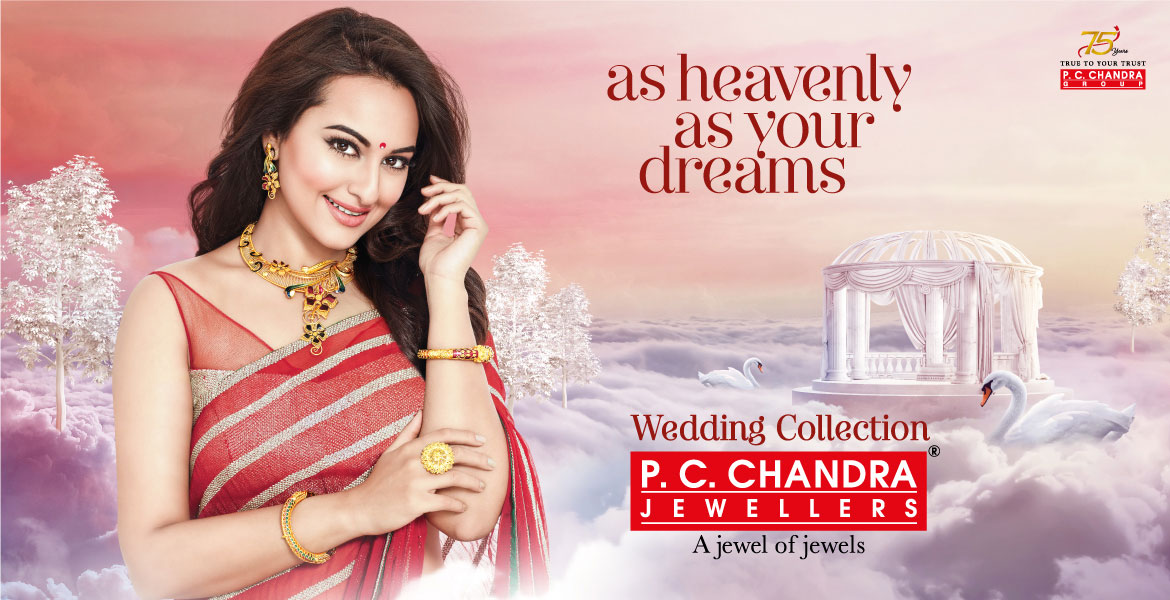 as heavenly
as your
dreams
75
Years
TRUE TO YOUR TRUST
P. C. CHANDRA
GROUP
Wedding Collection
P. C. CHANDRA ®
JEWELLERS
A jewel of jewels